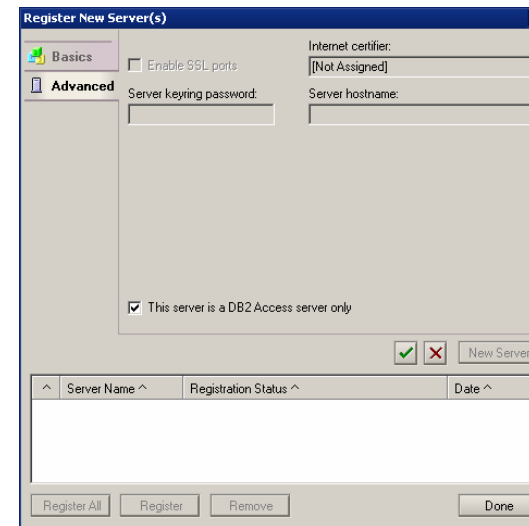 Register New Server(s)
Basics
Advanced
Enable SSL ports
Internet certifier:
[Not Assigned]
Server keyring password:
Server hostname:
This server is a DB2 Access server only
New Server
^ Server Name ^ Registration Status ^ Date ^
Register All Register Remove Done